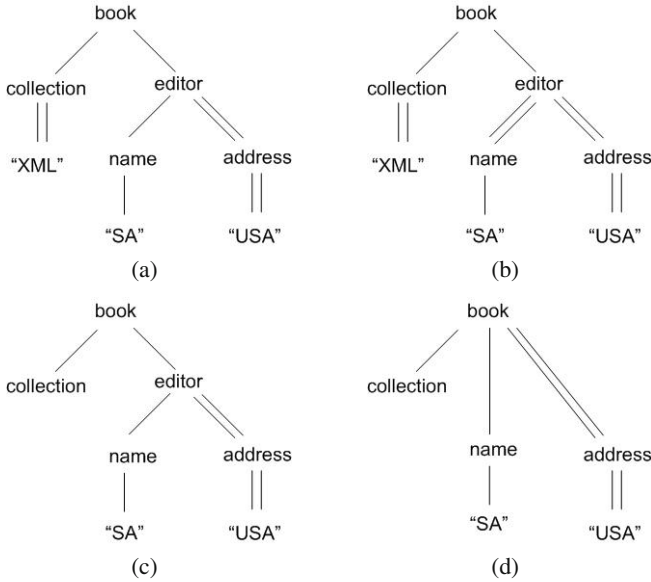 book
collection editor
“XML” name address
“SA” “USA”
(a)
book
collection editor
“XML” name address
“SA” “USA”
(b)
book
collection editor
name address
“SA” “USA”
(c)
book
collection
name address
“SA” “USA”
(d)